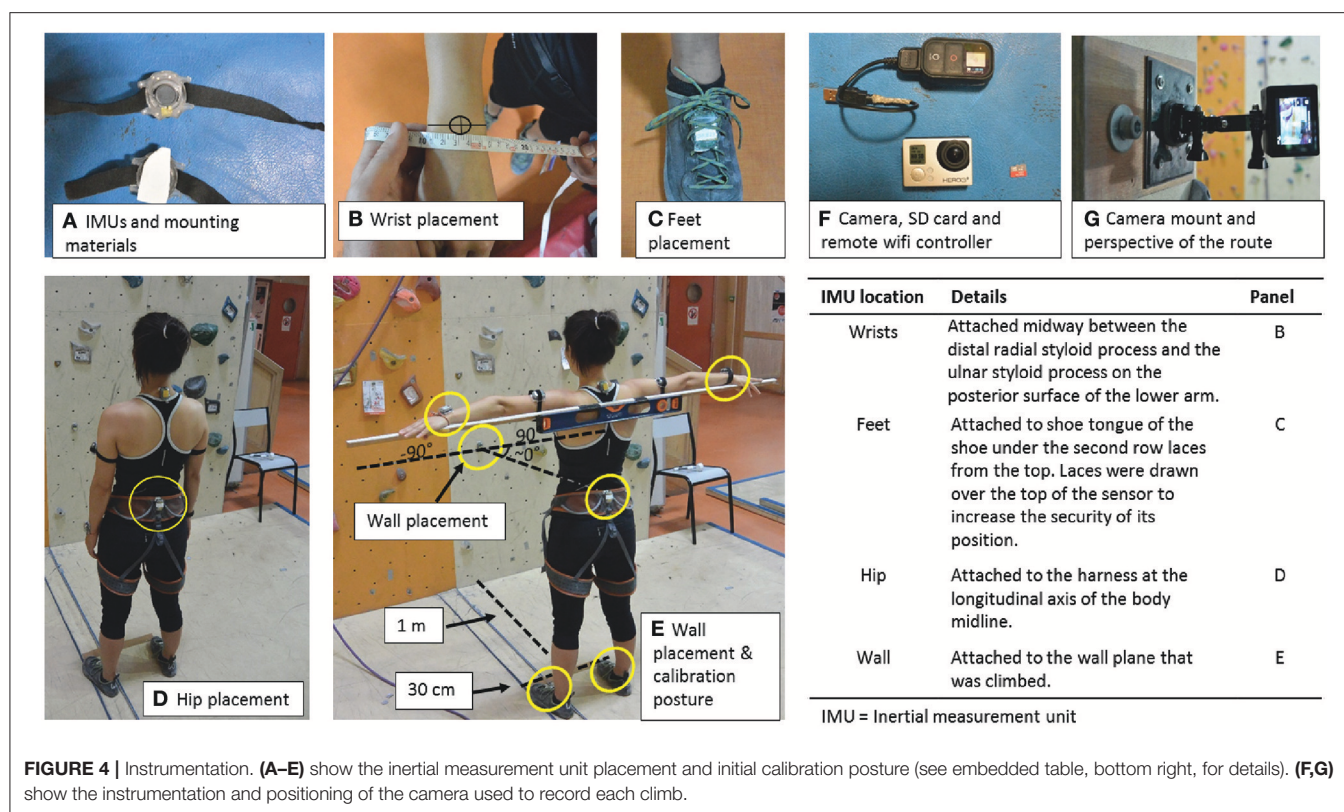 A IMUs and mounting
materials
B Wrist placement
C Feet
placement
HERO3+
F Camera, SD card and
remote wifi controller
G Camera mount and
perspective of the route
D Hip placement
-90°
90
~0°
Wall placement
1 m
30 cm
E Wall
placement &
calibration
posture
IMU location Details Panel
Wrists Attached midway between the B
distal radial styloid process and the
ulnar styloid process on the
posterior surface of the lower arm.
Feet Attached to shoe tongue of the C
shoe under the second row laces
from the top. Laces were drawn
over the top of the sensor to
increase the security of its
position.
Hip Attached to the harness at the D
longitudinal axis of the body
midline.
Wall Attached to the wall plane that E
was climbed.
IMU = Inertial measurement unit
FIGURE 4 | Instrumentation. (A–E) show the inertial measurement unit placement and initial calibration posture (see embedded table, bottom right, for details). (F,G)
show the instrumentation and positioning of the camera used to record each climb.